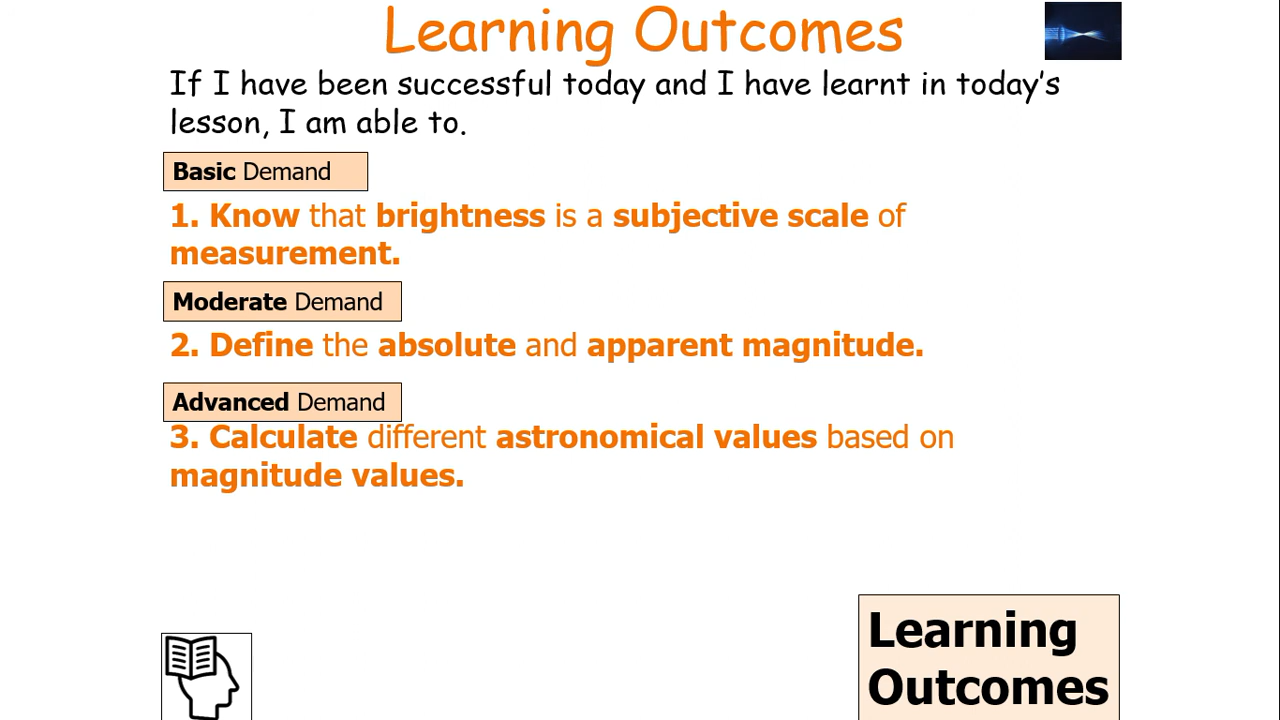 Learning Outcomes
If I have been successful today and I have learnt in today’s
lesson, I am able to.
Basic Demand
1. Know that brightness is a subjective scale of
measurement.
Moderate Demand
2. Define the absolute and apparent magnitude.
Advanced Demand
3. Calculate different astronomical values based on
magnitude values.
Learning
Outcomes